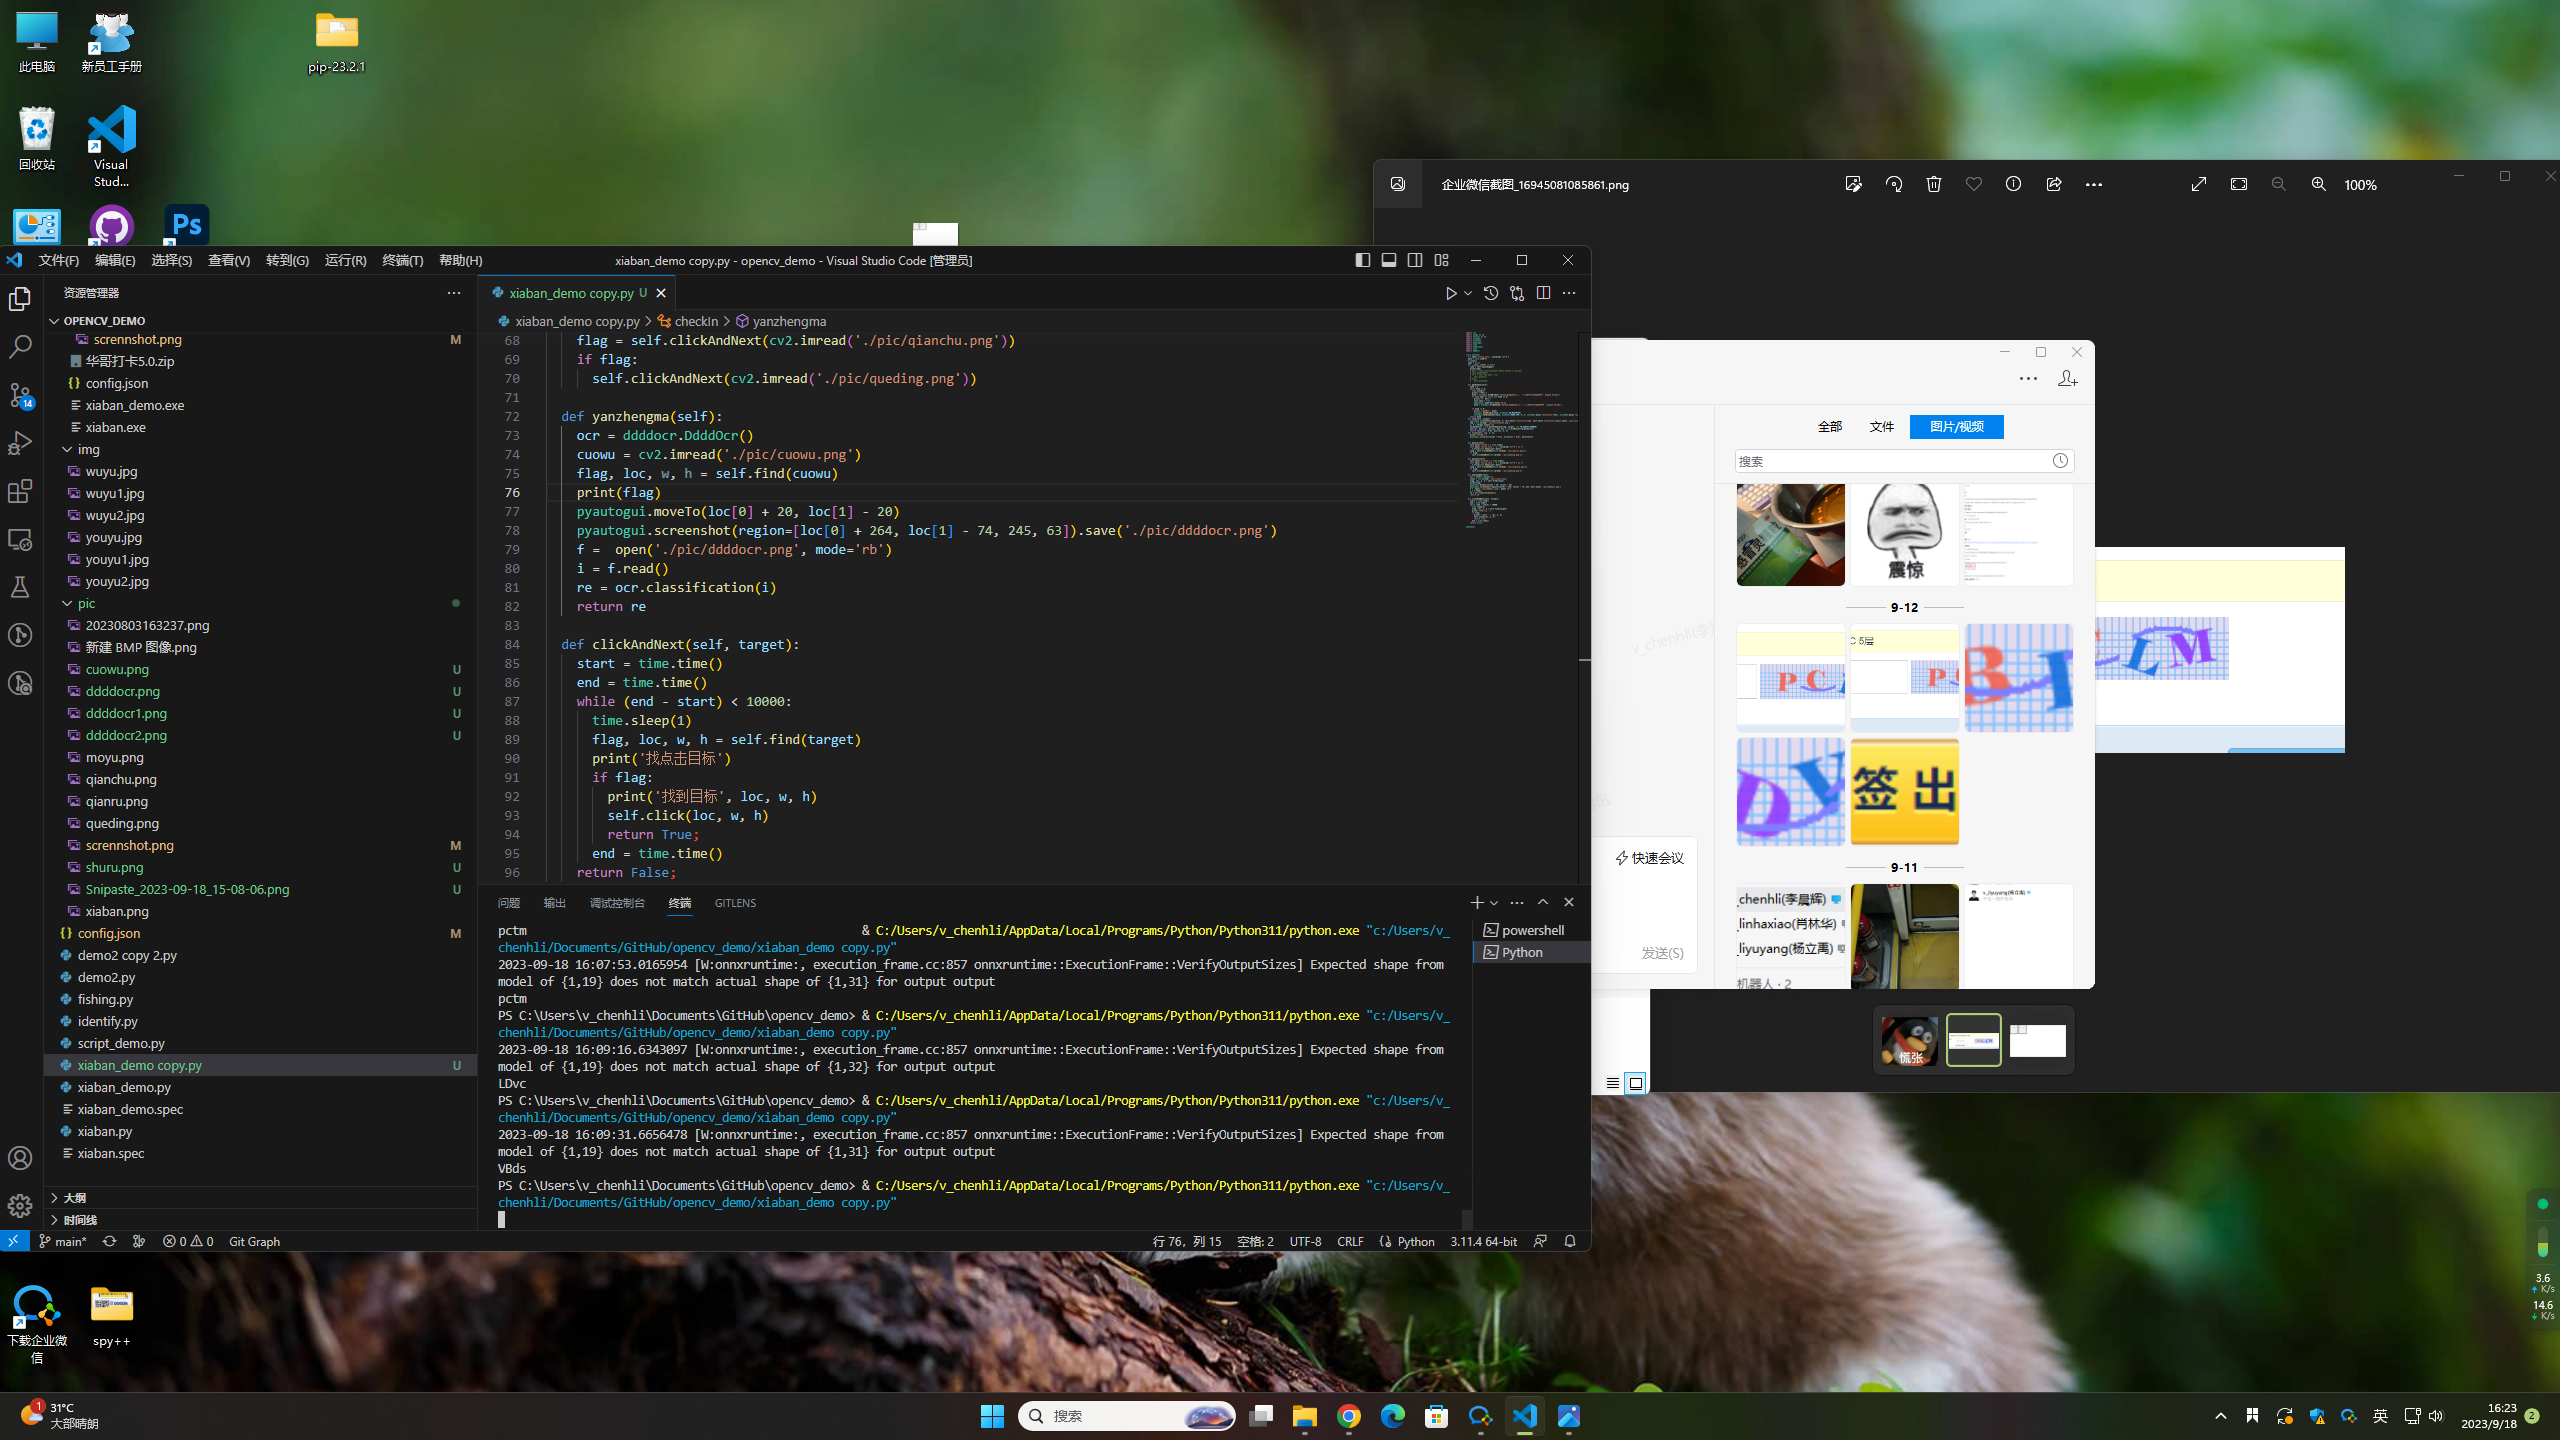 此电脑
新员工手册
pip-23.2.1
回收站
Visual
Stud...
Ps
企业微信截图_16945081085861.png
100%
文件(F)
编辑(E)
选择(S)
查看(V)
转到(G)
运行(R)
终端(T)
帮助(H)
xiaban_demo copy.py - opencv_demo - Visual Studio Code [管理员]
资源管理器
OPENCV_DEMO
scrennshot.png M
华哥打卡5.0.zip
config.json
xiaban_demo.exe
xiaban.exe
img
wuyu.jpg
wuyu1.jpg
wuyu2.jpg
youyu.jpg
youyu1.jpg
youyu2.jpg
pic
20230803163237.png
新建 BMP 图像.png
cuowu.png U
ddddocr.png U
ddddocr1.png U
ddddocr2.png U
moyu.png
qianchu.png
qianru.png
queding.png
scrennshot.png M
shuru.png U
Snipaste_2023-09-18_15-08-06.png U
xiaban.png
config.json M
demo2 copy 2.py
demo2.py
fishing.py
identify.py
script_demo.py
xiaban_demo copy.py U
xiaban_demo.py
xiaban_demo.spec
xiaban.py
xiaban.spec
大纲
时间线
14
xiaban_demo copy.py U
xiaban_demo copy.py > checkIn > yanzhengma
68 flag = self.clickAndNext(cv2.imread('./pic/qianchu.png'))
69 if flag:
70 self.clickAndNext(cv2.imread('./pic/queding.png'))
71
72 def yanzhengma(self):
73 ocr = ddddocr.DdddOcr()
74 cuowu = cv2.imread('./pic/cuowu.png')
75 flag, loc, w, h = self.find(cuowu)
76 print(flag)
77 pyautogui.moveTo(loc[0] + 20, loc[1] - 20)
78 pyautogui.screenshot(region=[loc[0] + 264, loc[1] - 74, 245, 63]).save('./pic/ddddocr.png')
79 f =  open('./pic/ddddocr.png', mode='rb')
80 i = f.read()
81 re = ocr.classification(i)
82 return re
83
84 def clickAndNext(self, target):
85 start = time.time()
86 end = time.time()
87 while (end - start) < 10000:
88 time.sleep(1)
89 flag, loc, w, h = self.find(target)
90 print('找点击目标')
91 if flag:
92 print('找到目标', loc, w, h)
93 self.click(loc, w, h)
94 return True;
95 end = time.time()
96 return False;
问题
输出
调试控制台
终端
GITLENS
powershell
Python
pctm & C:/Users/v_chenhli/AppData/Local/Programs/Python/Python311/python.exe "c:/Users/v_
chenhli/Documents/GitHub/opencv_demo/xiaban_demo copy.py"
2023-09-18 16:07:53.0165954 [W:onnxruntime:, execution_frame.cc:857 onnxruntime::ExecutionFrame::VerifyOutputSizes] Expected shape from
model of {1,19} does not match actual shape of {1,31} for output output
pctm
PS C:\Users\v_chenhli\Documents\GitHub\opencv_demo> & C:/Users/v_chenhli/AppData/Local/Programs/Python/Python311/python.exe "c:/Users/v_
chenhli/Documents/GitHub/opencv_demo/xiaban_demo copy.py"
2023-09-18 16:09:16.6343097 [W:onnxruntime:, execution_frame.cc:857 onnxruntime::ExecutionFrame::VerifyOutputSizes] Expected shape from
model of {1,19} does not match actual shape of {1,32} for output output
LDvc
PS C:\Users\v_chenhli\Documents\GitHub\opencv_demo> & C:/Users/v_chenhli/AppData/Local/Programs/Python/Python311/python.exe "c:/Users/v_
chenhli/Documents/GitHub/opencv_demo/xiaban_demo copy.py"
2023-09-18 16:09:31.6656478 [W:onnxruntime:, execution_frame.cc:857 onnxruntime::ExecutionFrame::VerifyOutputSizes] Expected shape from
model of {1,19} does not match actual shape of {1,31} for output output
VBds
PS C:\Users\v_chenhli\Documents\GitHub\opencv_demo> & C:/Users/v_chenhli/AppData/Local/Programs/Python/Python311/python.exe "c:/Users/v_
chenhli/Documents/GitHub/opencv_demo/xiaban_demo copy.py"
main*
0
0
Git Graph
行 76, 列 15
空格: 2
UTF-8
CRLF
Python
3.11.4 64-bit
全部
文件
图片/视频
搜索
震惊
9-12
C 5层
P C
B
D V
签 出
L M
9-11
_chenhli(李晨辉)
_linhaxiao(肖林华)
_liyuyang(杨立禹)
机器人 · 2
快速会议
发送(S)
慌张
下载企业微
信
spy++
3.6
K/s
14.6
K/s
1
31°C
大部晴朗
搜索
英
16:23
2023/9/18
2